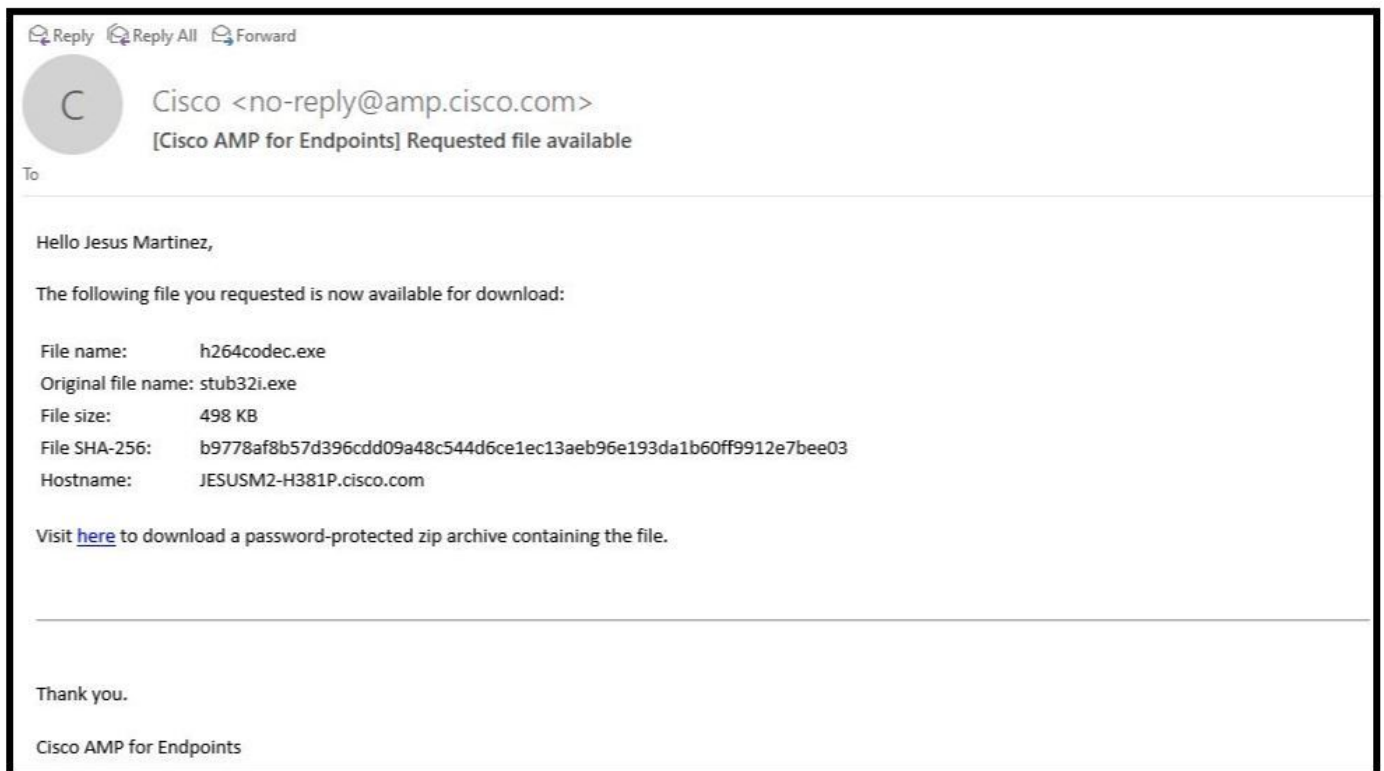 Reply Reply All Forward
C
Cisco <no-reply@amp.cisco.com>
[Cisco AMP for Endpoints] Requested file available
To
Hello Jesus Martinez,
The following file you requested is now available for download:
File name: h264codec.exe
Original file name: stub32i.exe
File size: 498 KB
File SHA-256: b9778af8b57d396cdd09a48c544d6ce1ec13aeb96e193da1b60ff9912e7bee03
Hostname: JESUSM2-H381P.cisco.com
Visit here to download a password-protected zip archive containing the file.
Thank you.
Cisco AMP for Endpoints